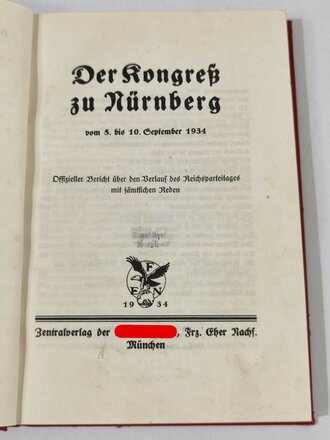 Der Kongreß
zu Nürnberg
vom 5. bis 10. September 1934
Offizieller Bericht über den Verlauf des Reichsparteitages
mit sämtlichen Reden
F
E N
19 34
Zentralverlag der , Frz. Eher Nachf.
München